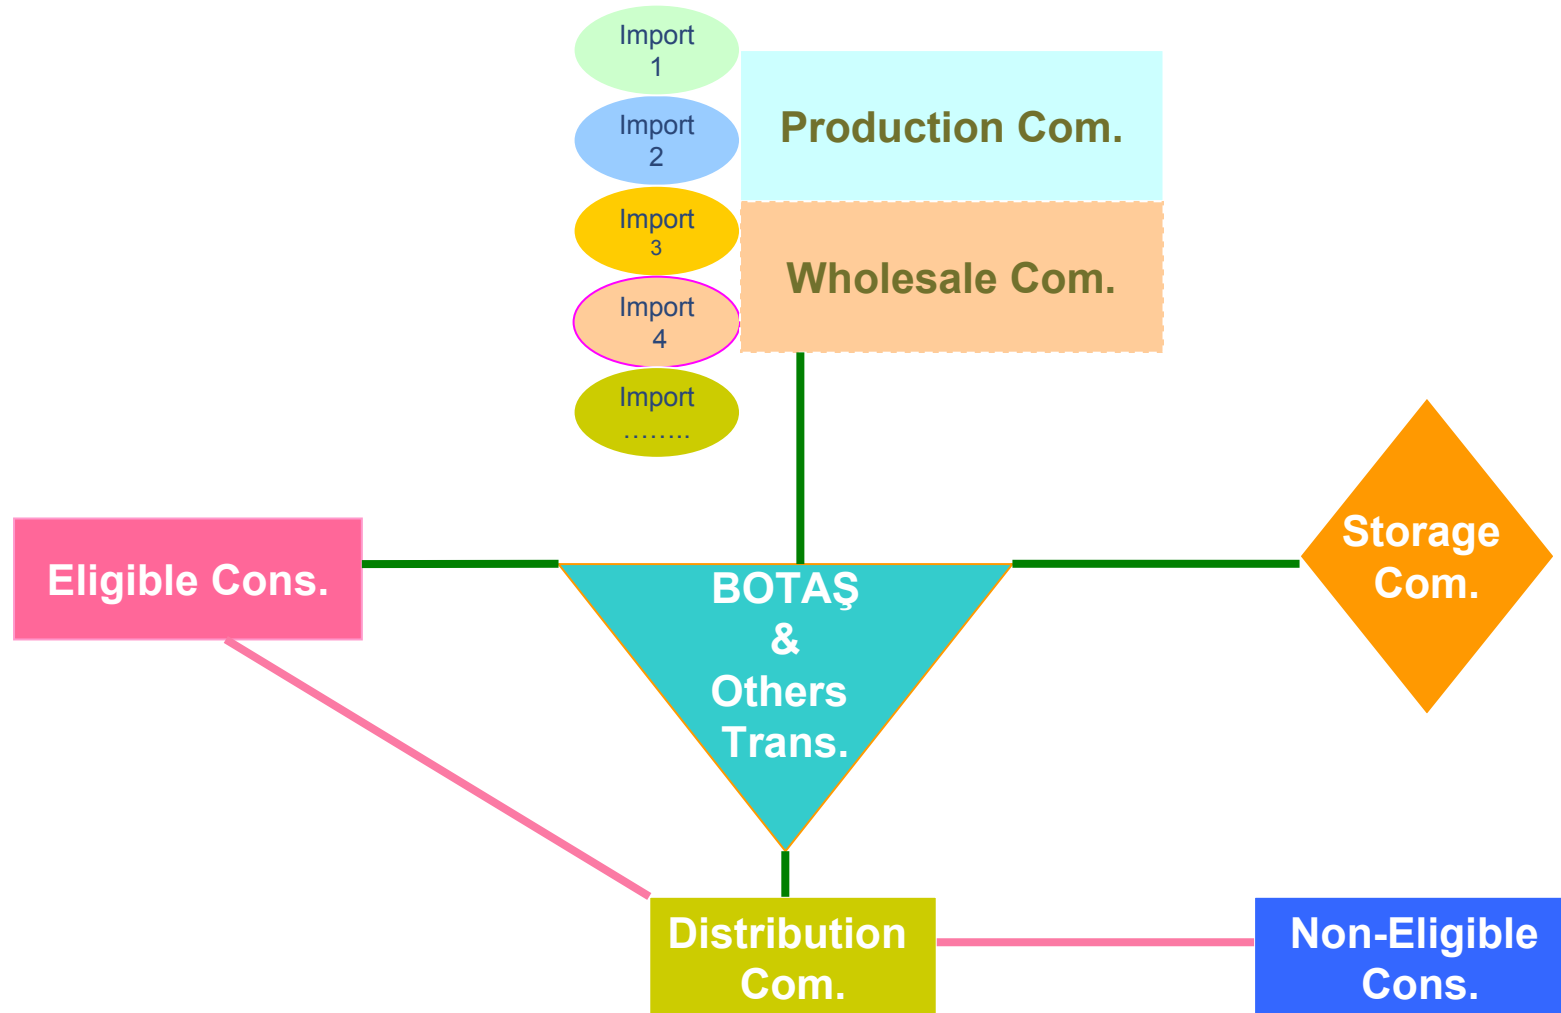 Import
1
Import
2
Import
3
Import
4
Import
……..
Production Com.
Wholesale Com.
Eligible Cons.
BOTAŞ
&
Others
Trans.
Storage
Com.
Distribution
Com.
Non-Eligible
Cons.